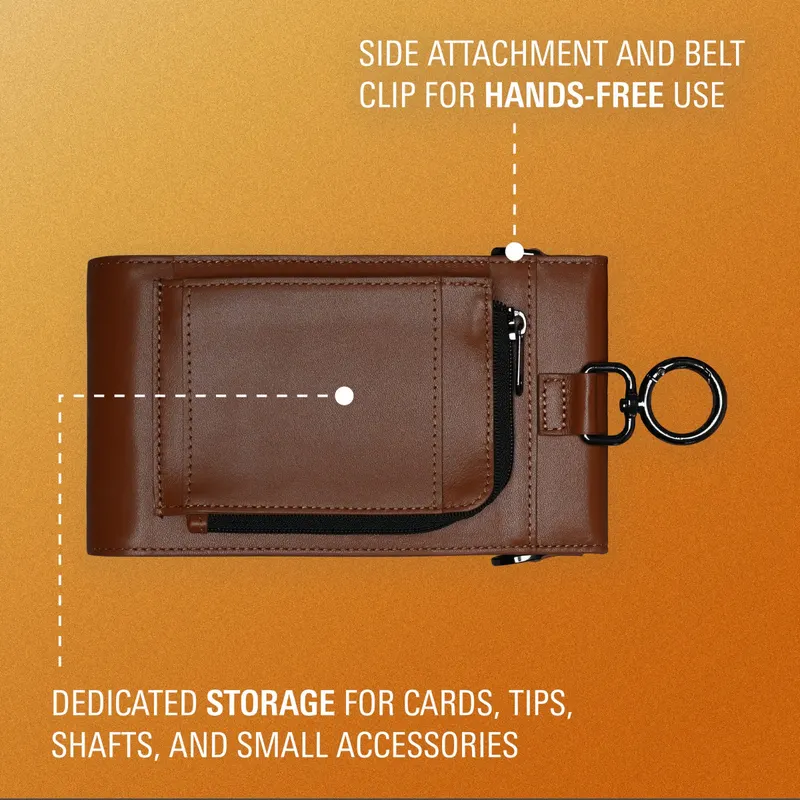 SIDE ATTACHMENT AND BELT
CLIP FOR HANDS-FREE USE
DEDICATED STORAGE FOR CARDS, TIPS,
SHAFTS, AND SMALL ACCESSORIES